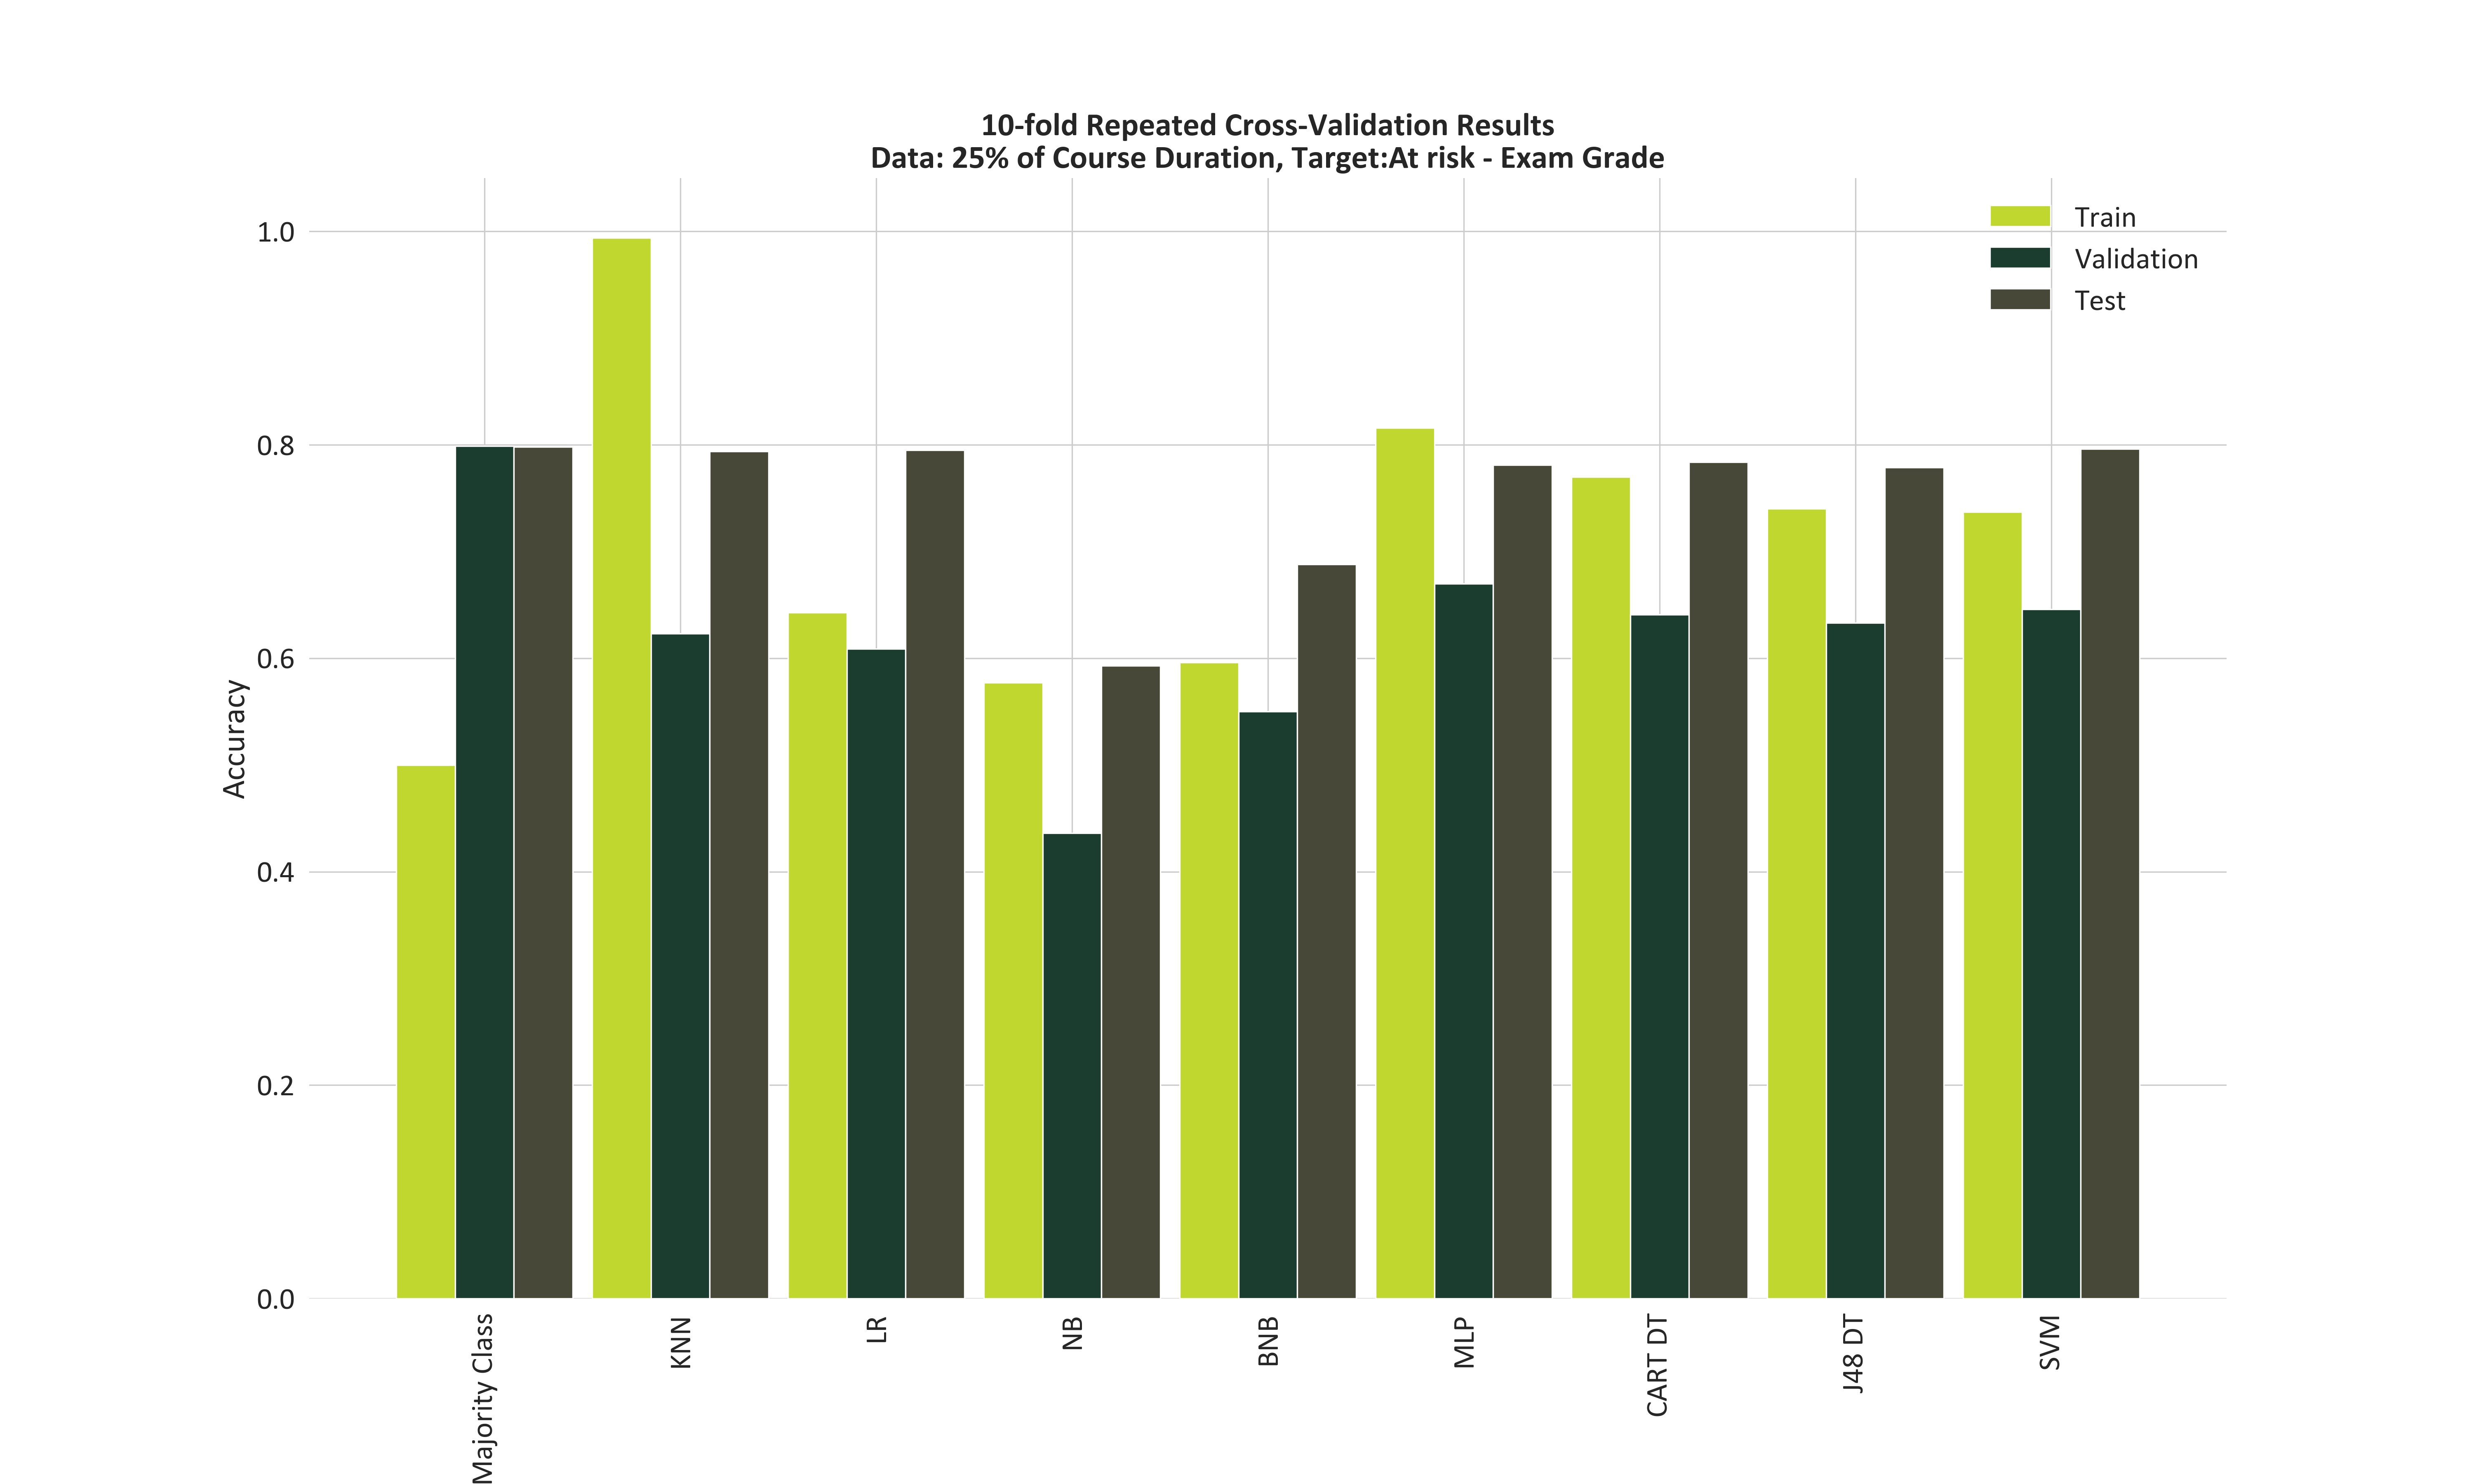 10-fold Repeated Cross-Validation Results
Data: 25% of Course Duration, Target:At risk - Exam Grade
Train
Validation
Test
Accuracy
1.0
0.8
0.6
0.4
0.2
0.0
Majority Class
KNN
LR
NB
BNB
MLP
CART DT
J48 DT
SVM